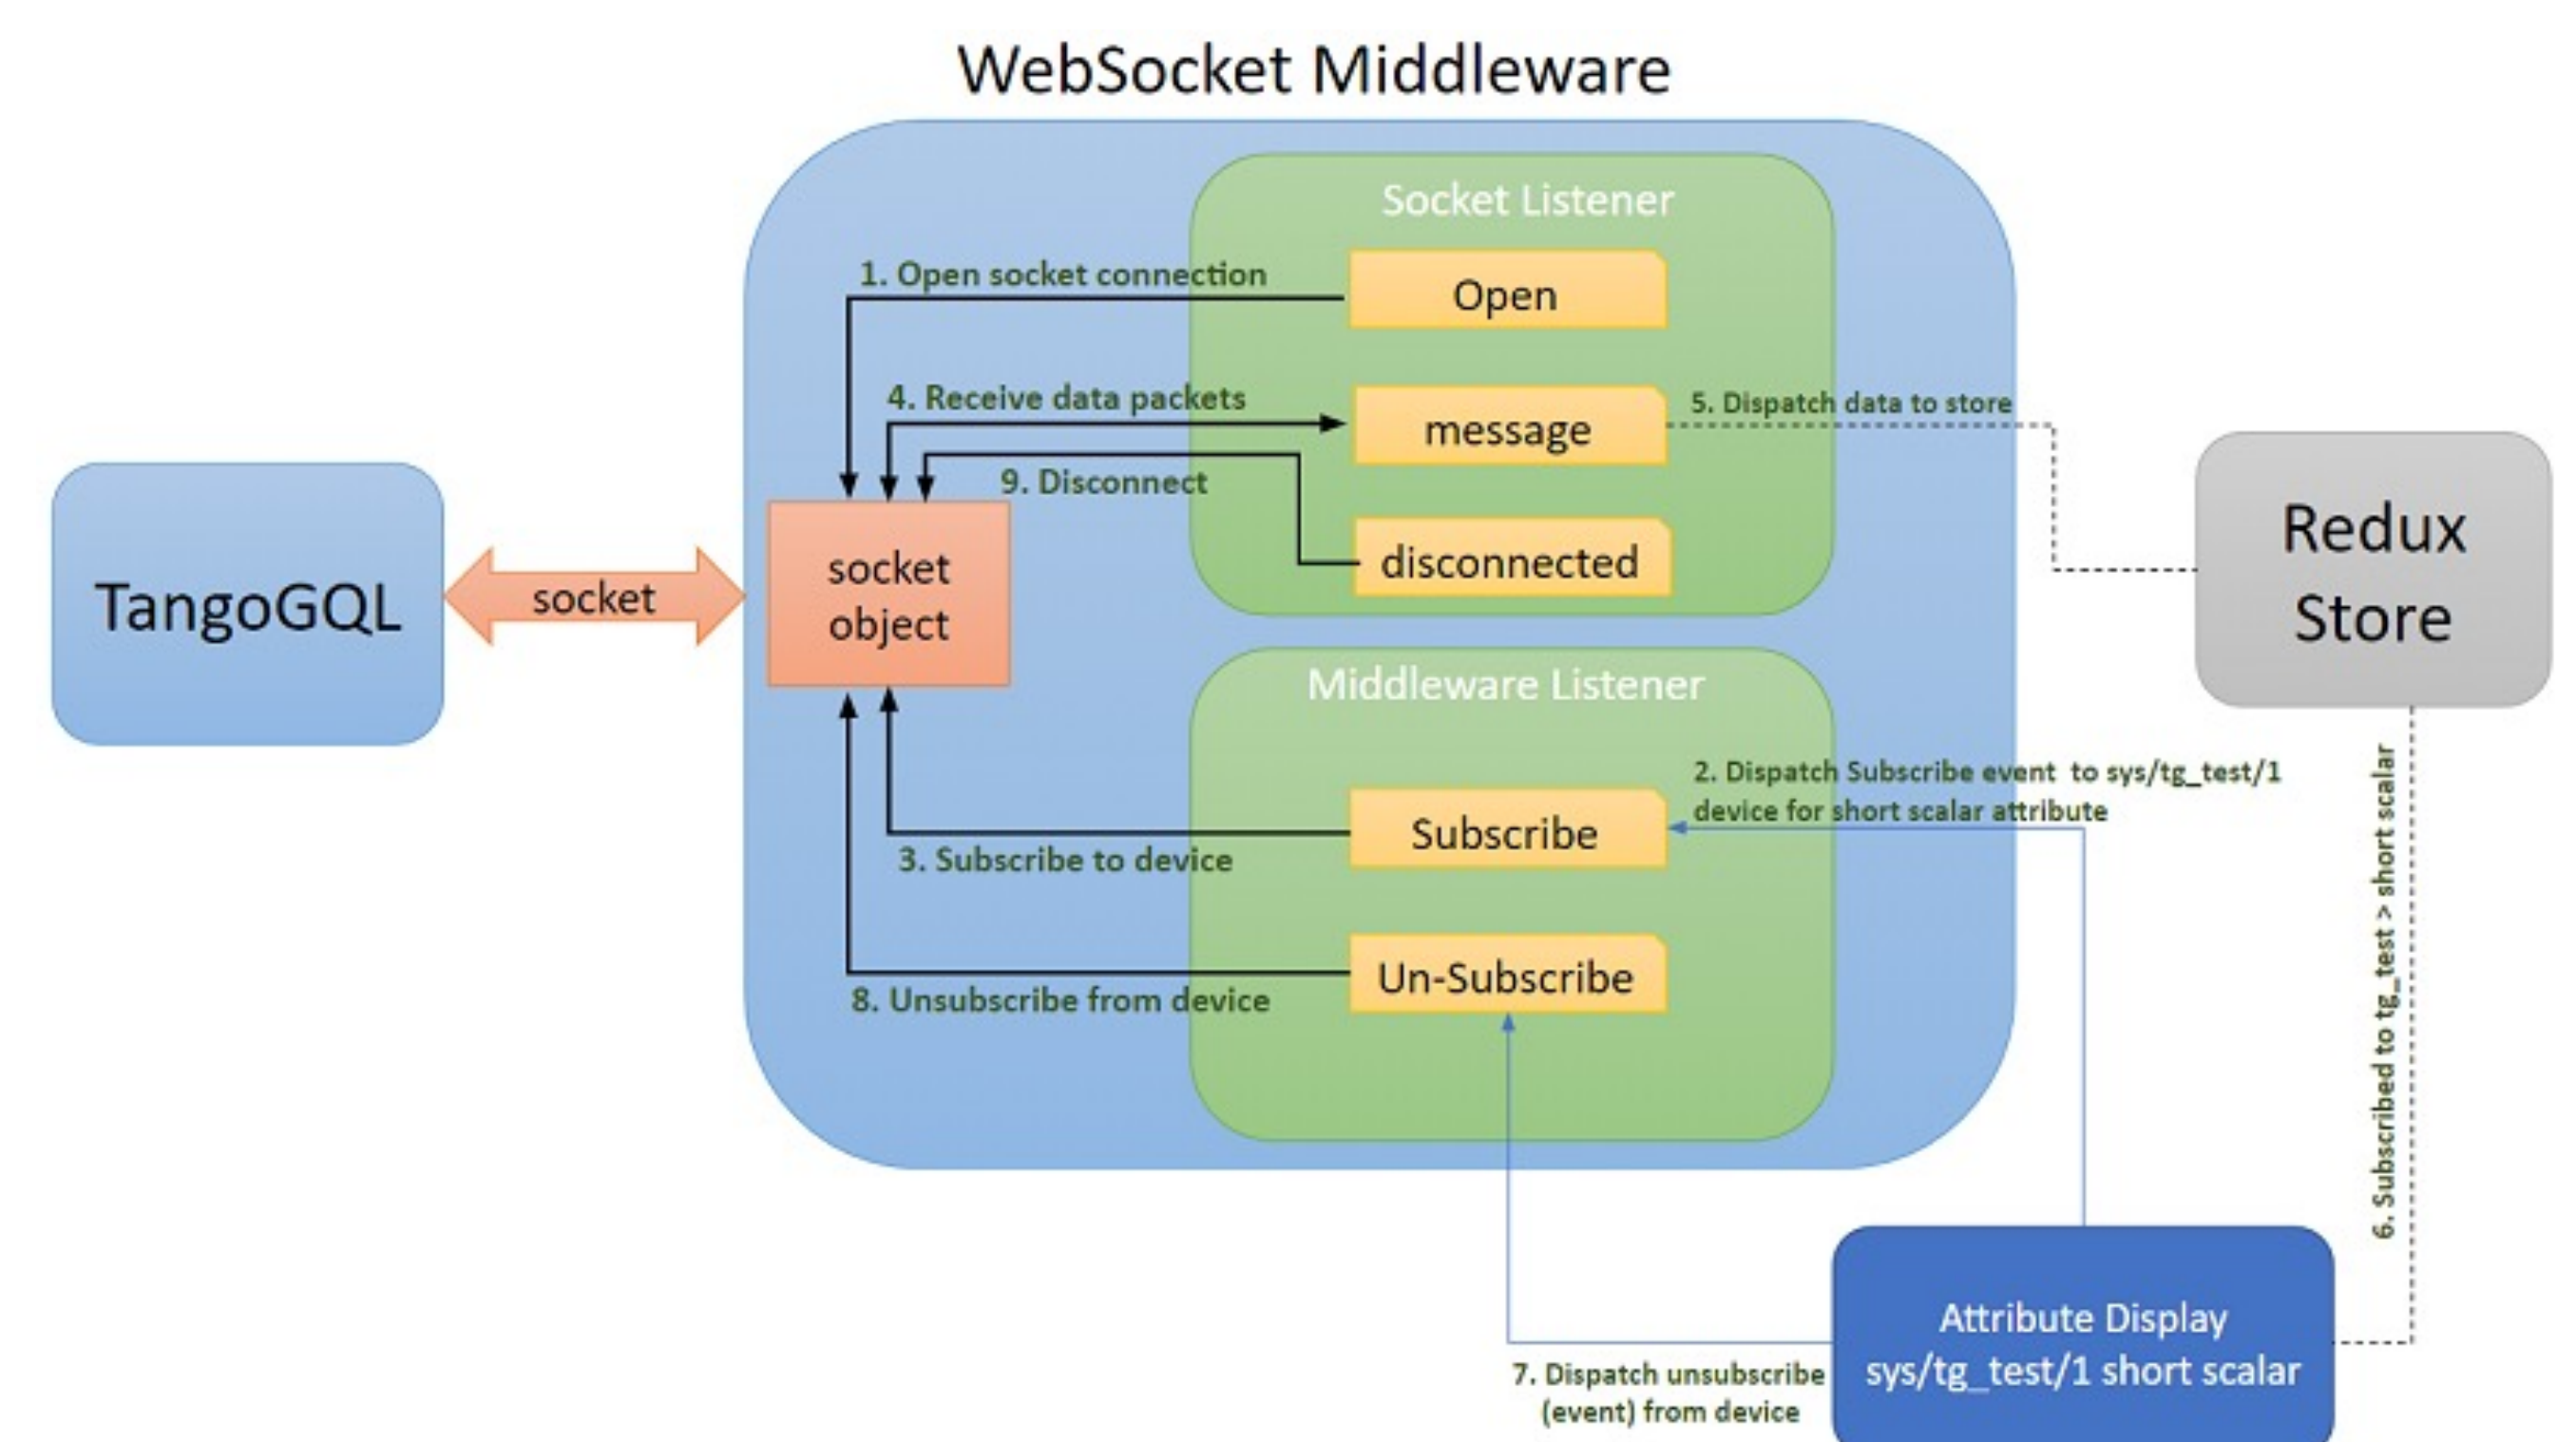 WebSocket Middleware
Socket Listener
1. Open socket connection
Open
4. Receive data packets
message
5. Dispatch data to store
9. Disconnect
disconnected
TangoGQL
socket
socket
object
Redux
Store
Middleware Listener
2. Dispatch Subscribe event to sys/tg_test/1
device for short scalar attribute
Subscribe
3. Subscribe to device
Un-Subscribe
8. Unsubscribe from device
6. Subscribed to tg_test > short scalar
Attribute Display
sys/tg_test/1 short scalar
7. Dispatch unsubscribe
(event) from device